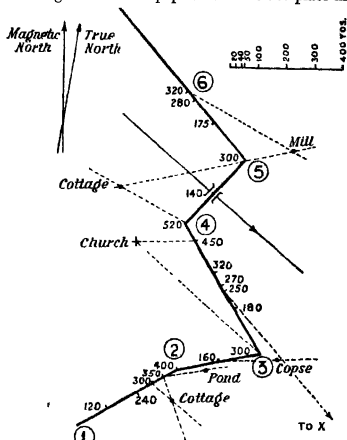 Magnetic
North
True
North
20
40
50
100
200
300
400 YDS.
6
320
280
175
Mill
300
5
Cottage
140
520
4
Church
450
320
270
250
180
2
400
350
300
160
300
3
Copse
Pond
240
Cottage
120
1
To X